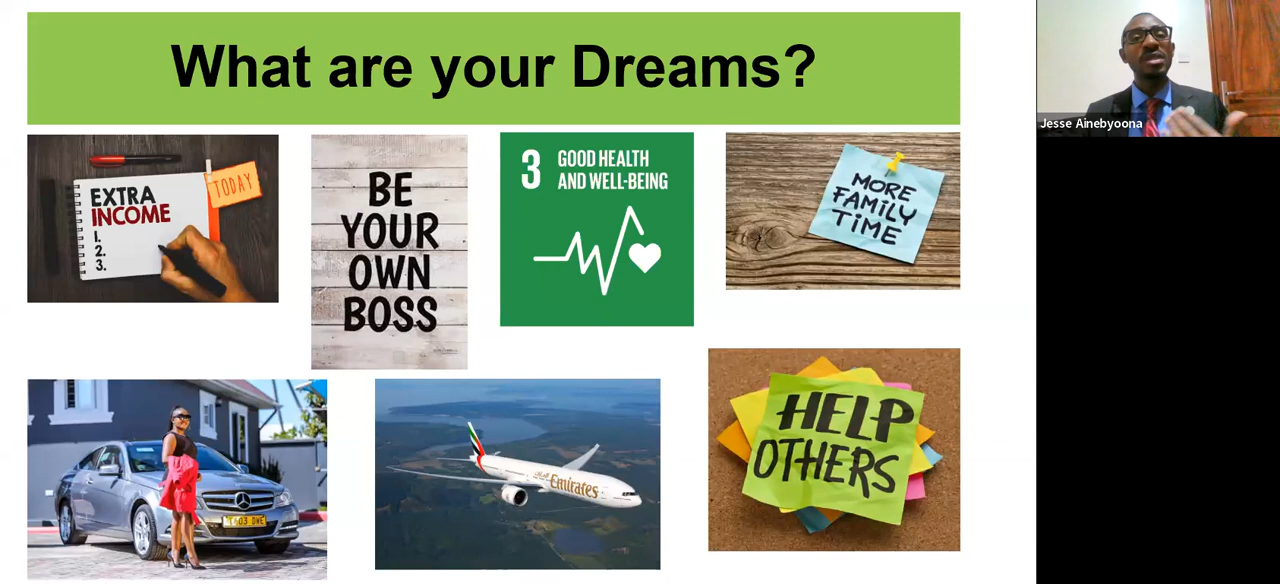 What are your Dreams?
Jesse Ainebyoona
EXTRA
INCOME
1.
2.
3.
TODAY
BE
YOUR
OWN
BOSS
3 GOOD HEALTH
AND WELL-BEING
MORE
FAMILY
TIME
Emirates
HELP
OTHERS